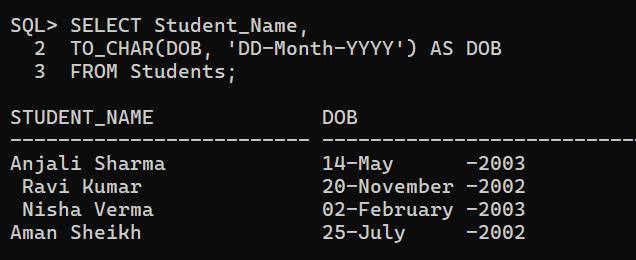 SQL> SELECT Student_Name,
  2  TO_CHAR(DOB, 'DD-Month-YYYY') AS DOB
  3  FROM Students;
STUDENT_NAME              DOB
------------------------- --------------------------
Anjali Sharma             14-May      -2003
 Ravi Kumar               20-November -2002
 Nisha Verma              02-February -2003
Aman Sheikh               25-July     -2002